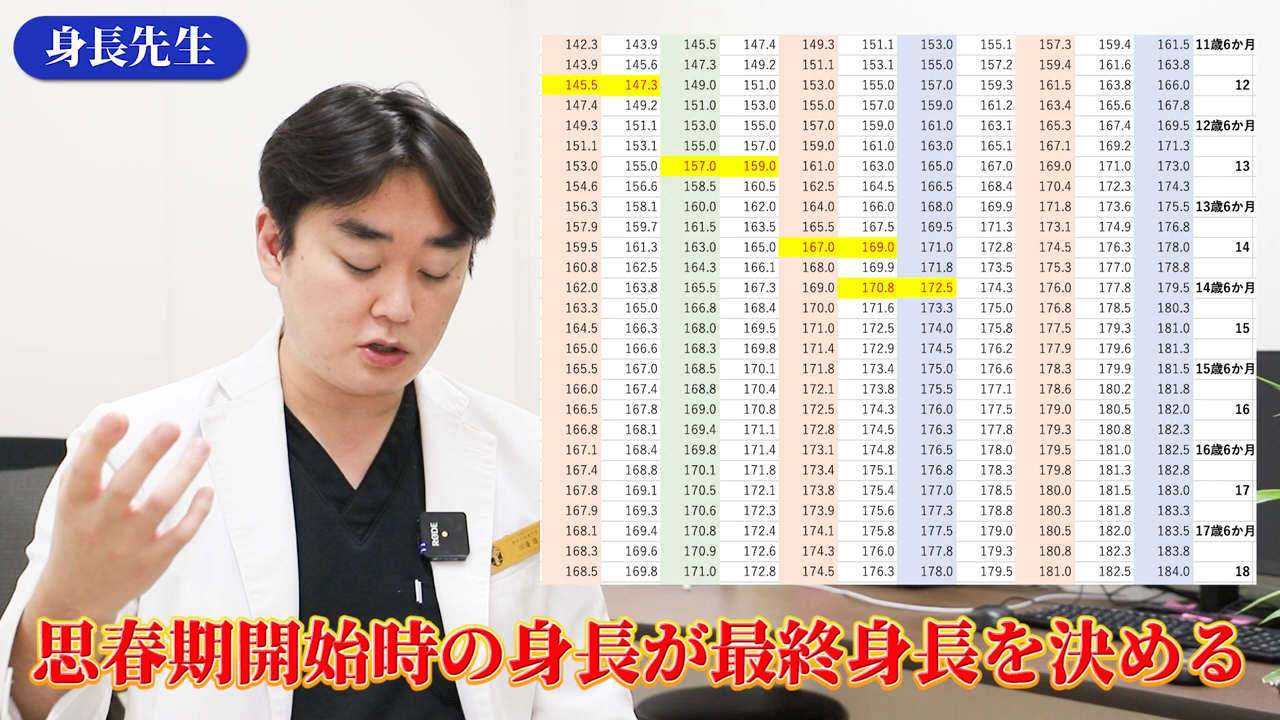 身長先生
142.3 143.9 145.5 147.4 149.3 151.1 153.0 155.1 157.3 159.4 161.5 11歳6か月
143.9 145.6 147.3 149.2 151.1 153.1 155.0 157.2 159.4 161.6 163.8
145.5 147.3 149.0 151.0 153.0 155.0 157.0 159.3 161.5 163.8 166.0 12
147.4 149.2 151.0 153.0 155.0 157.0 159.0 161.2 163.4 165.6 167.8
149.3 151.1 153.0 155.0 157.0 159.0 161.0 163.1 165.3 167.4 169.5 12歳6か月
151.1 153.1 155.0 157.0 159.0 161.0 163.0 165.1 167.1 169.2 171.3
153.0 155.0 157.0 159.0 161.0 163.0 165.0 167.0 169.0 171.0 173.0 13
154.6 156.6 158.5 160.5 162.5 164.5 166.5 168.4 170.4 172.3 174.3
156.3 158.1 160.0 162.0 164.0 166.0 168.0 169.9 171.8 173.6 175.5 13歳6か月
157.9 159.7 161.5 163.5 165.5 167.5 169.5 171.3 173.1 174.9 176.8
159.5 161.3 163.0 165.0 167.0 169.0 171.0 172.8 174.5 176.3 178.0 14
160.8 162.5 164.3 166.1 168.0 169.9 171.8 173.5 175.3 177.0 178.8
162.0 163.8 165.5 167.3 169.0 170.8 172.5 174.3 176.0 177.8 179.5 14歳6か月
163.3 165.0 166.8 168.4 170.0 171.6 173.3 175.0 176.8 178.5 180.3
164.5 166.3 168.0 169.5 171.0 172.5 174.0 175.8 177.5 179.3 181.0 15
165.0 166.6 168.3 169.8 171.4 172.9 174.5 176.2 177.9 179.6 181.3
165.5 167.0 168.5 170.1 171.8 173.4 175.0 176.6 178.3 179.9 181.5 15歳6か月
166.0 167.4 168.8 170.4 172.1 173.8 175.5 177.1 178.6 180.2 181.8
166.5 167.8 169.0 170.8 172.5 174.3 176.0 177.5 179.0 180.5 182.0 16
166.8 168.1 169.4 171.1 172.8 174.5 176.3 177.8 179.3 180.8 182.3
167.1 168.4 169.8 171.4 173.1 174.8 176.5 178.0 179.5 181.0 182.5 16歳6か月
167.4 168.8 170.1 171.8 173.4 175.1 176.8 178.3 179.8 181.3 182.8
167.8 169.1 170.5 172.1 173.8 175.4 177.0 178.5 180.0 181.5 183.0 17
167.9 169.3 170.6 172.3 173.9 175.6 177.3 178.8 180.3 181.8 183.3
168.1 169.4 170.8 172.4 174.1 175.8 177.5 179.0 180.5 182.0 183.5 17歳6か月
168.3 169.6 170.9 172.6 174.3 176.0 177.8 179.3 180.8 182.3 183.8
168.5 169.8 171.0 172.8 174.5 176.3 178.0 179.5 181.0 182.5 184.0 18
RØDE
思春期開始時の身長が最終身長を決める